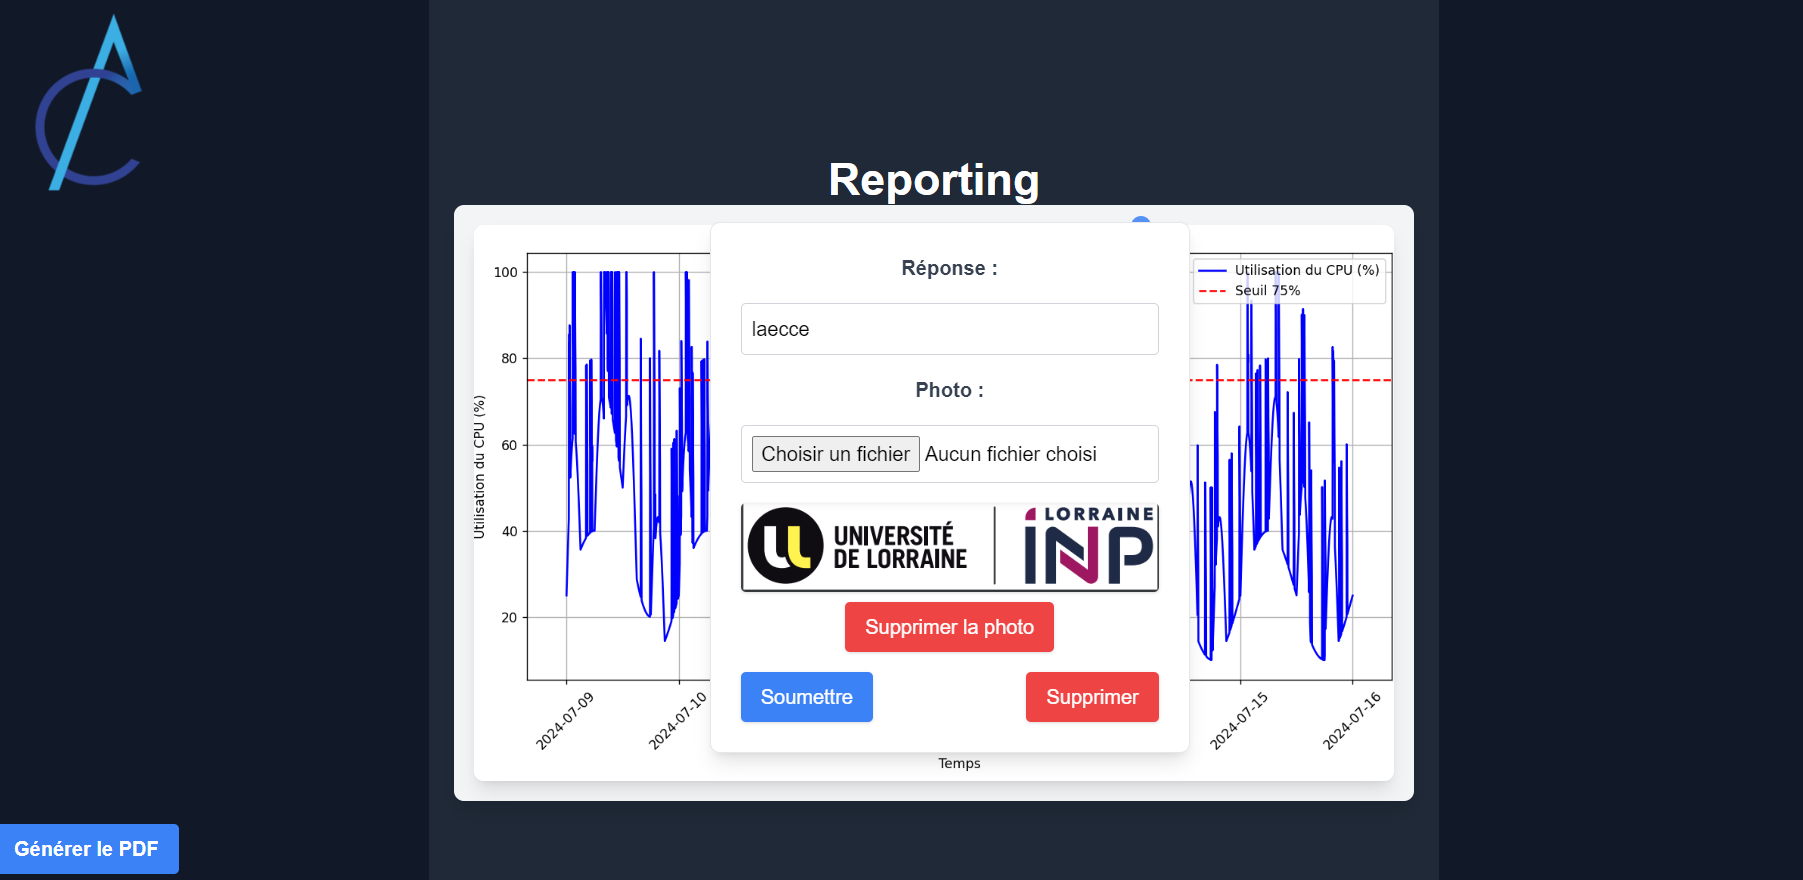 Reporting
Réponse :
laecce
Photo :
Choisir un fichier Aucun fichier choisi
UNIVERSITÉ
DE LORRAINE
LORRAINE
INP
Supprimer la photo
Soumettre
Supprimer
Utilisation du CPU (%)
Seuil 75%
Utilisation du CPU (%)
100
80
60
40
20
2024-07-09
2024-07-10
2024-07-15
2024-07-16
Temps
Générer le PDF